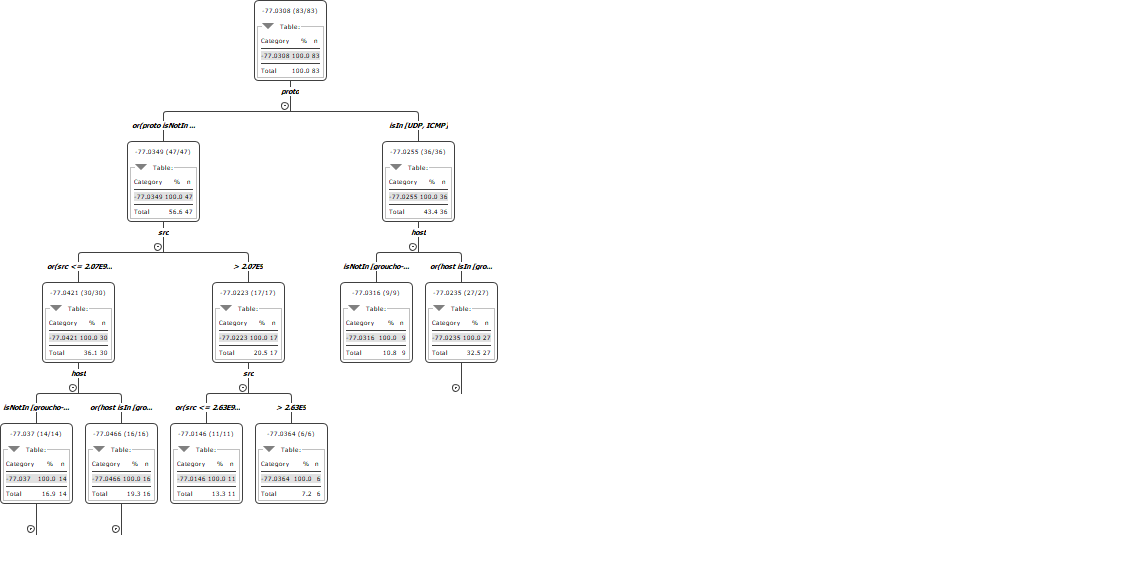 -77.0308 (83/83)
Table:
Category % n
-77.0308 100.0 83
Total 100.0 83
proto
or(proto isNotIn ...
isIn [UDP, ICMP]
-77.0349 (47/47)
Table:
Category % n
-77.0349 100.0 47
Total 56.6 47
src
-77.0255 (36/36)
Table:
Category % n
-77.0255 100.0 36
Total 43.4 36
host
or(src <= 2.07E9...
> 2.07E5
isNotIn [groucho-...
or(host isIn [gro...
-77.0421 (30/30)
Table:
Category % n
-77.0421 100.0 30
Total 36.1 30
host
-77.0223 (17/17)
Table:
Category % n
-77.0223 100.0 17
Total 20.5 17
src
-77.0316 (9/9)
Table:
Category % n
-77.0316 100.0 9
Total 10.8 9
-77.0235 (27/27)
Table:
Category % n
-77.0235 100.0 27
Total 32.5 27
isNotIn [groucho-...
or(host isIn [gro...
or(src <= 2.63E9...
> 2.63E5
-77.037 (14/14)
Table:
Category % n
-77.037 100.0 14
Total 16.9 14
-77.0466 (16/16)
Table:
Category % n
-77.0466 100.0 16
Total 19.3 16
-77.0146 (11/11)
Table:
Category % n
-77.0146 100.0 11
Total 13.3 11
-77.0364 (6/6)
Table:
Category % n
-77.0364 100.0 6
Total 7.2 6